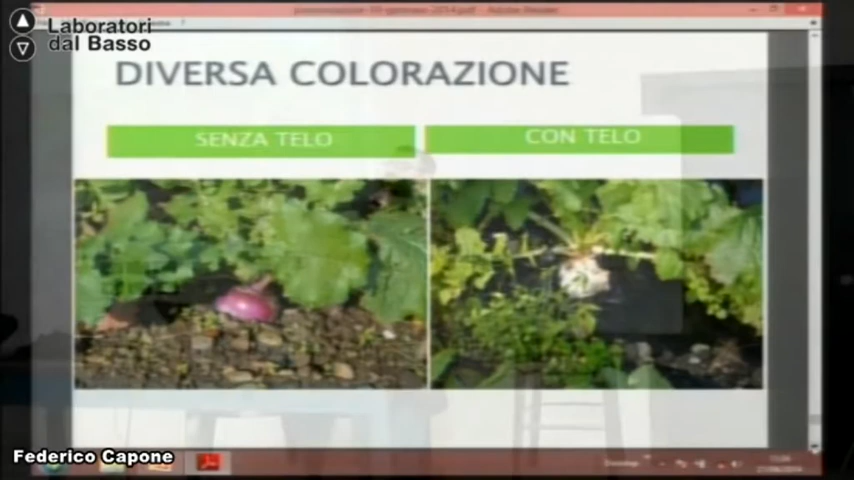 Laboratori
dal Basso
DIVERSA COLORAZIONE
SENZA TELO
CON TELO
Federico Capone